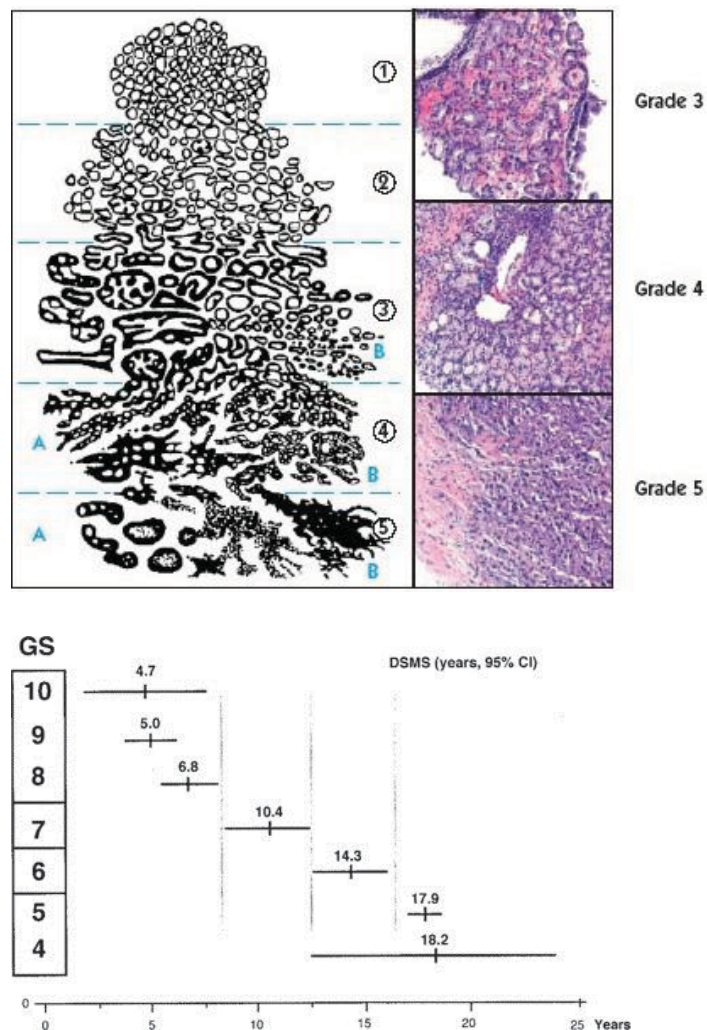 ①
②
③
B
④
A
B
⑤
A
B
Grade 3
Grade 4
Grade 5
GS
DSMS (years, 95% CI)
10
4.7
9
5.0
8
6.8
7
10.4
6
14.3
5
17.9
4
18.2
0
0 5 10 15 20 25 Years